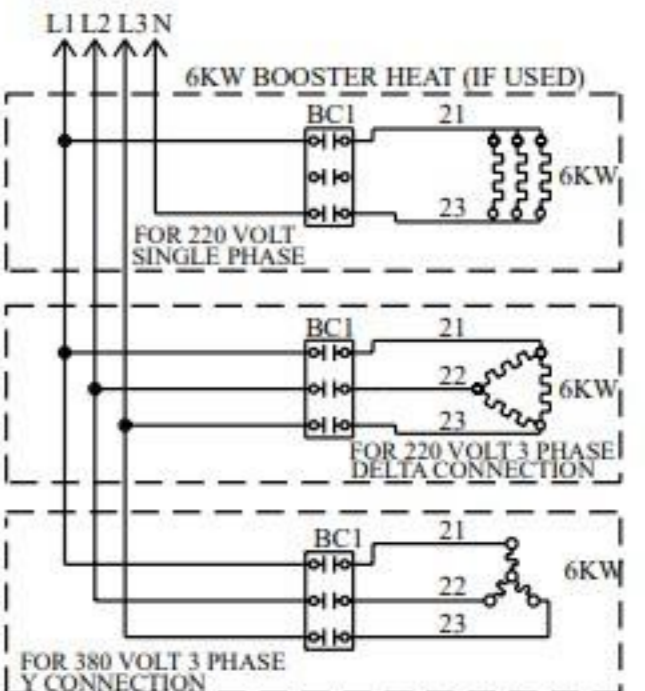 L1 L2 L3 N
6KW BOOSTER HEAT (IF USED)
BC1
21
6KW
23
FOR 220 VOLT
SINGLE PHASE
BC1
21
22
6KW
23
FOR 220 VOLT 3 PHASE
DELTA CONNECTION
BC1
21
6KW
22
23
FOR 380 VOLT 3 PHASE
Y CONNECTION